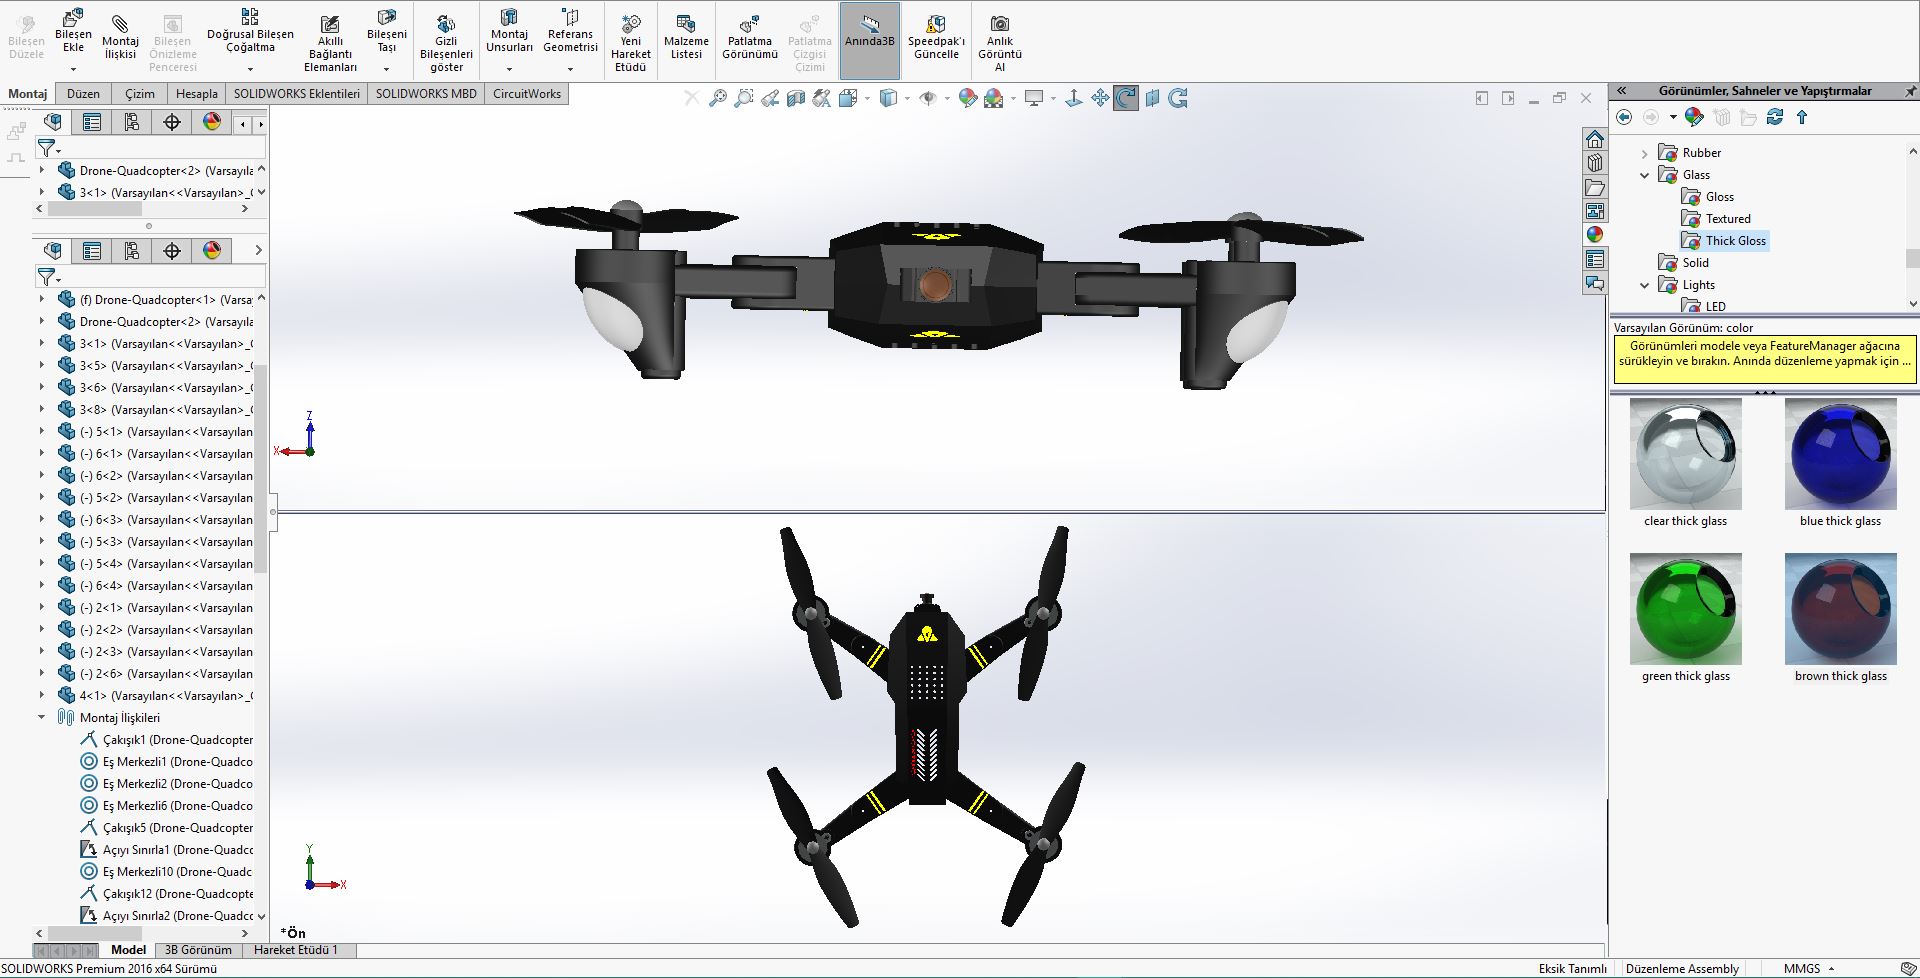 Bileşen
Düzele
Bileşen
Ekle
Montaj
İlişkisi
Bileşen
Önizleme
Penceresi
Doğrusal Bileşen
Çoğaltma
Akıllı
Bağlantı
Elemanları
Bileşeni
Taşı
Gizli
Bileşenleri
göster
Montaj
Unsurları
Referans
Geometrisi
Yeni
Hareket
Etüdü
Malzeme
Listesi
Patlatma
Görünümü
Patlatma
Çizgisi
Çizimi
Anında3B
Speedpak'ı
Güncelle
Anlık
Görüntü
Al
Montaj
Düzen
Çizim
Hesapla
SOLIDWORKS Eklentileri
SOLIDWORKS MBD
CircuitWorks
Drone-Quadcopter<2> (Varsayıla
3<1> (Varsayılan<<Varsayılan>_
(f) Drone-Quadcopter<1> (Varsa
Drone-Quadcopter<2> (Varsayıla
3<1> (Varsayılan<<Varsayılan>_
3<5> (Varsayılan<<Varsayılan>_
3<6> (Varsayılan<<Varsayılan>_
3<8> (Varsayılan<<Varsayılan>_
(-) 5<1> (Varsayılan<<Varsayılan
(-) 6<1> (Varsayılan<<Varsayılan
(-) 6<2> (Varsayılan<<Varsayılan
(-) 5<2> (Varsayılan<<Varsayılan
(-) 6<3> (Varsayılan<<Varsayılan
(-) 5<3> (Varsayılan<<Varsayılan
(-) 5<4> (Varsayılan<<Varsayılan
(-) 6<4> (Varsayılan<<Varsayılan
(-) 2<1> (Varsayılan<<Varsayılan
(-) 2<2> (Varsayılan<<Varsayılan
(-) 2<3> (Varsayılan<<Varsayılan
(-) 2<6> (Varsayılan<<Varsayılan
4<1> (Varsayılan<<Varsayılan>_
Montaj İlişkileri
Çakışık1 (Drone-Quadcopter
Eş Merkezli1 (Drone-Quadco
Eş Merkezli2 (Drone-Quadco
Eş Merkezli6 (Drone-Quadco
Çakışık5 (Drone-Quadcopter
Açıyı Sınırla1 (Drone-Quadco
Eş Merkezli10 (Drone-Quadc
Çakışık12 (Drone-Quadcopte
Açıyı Sınırla2 (Drone-Quadco
Z
X
Y
X
*Ön
Görünümler, Sahneler ve Yapıştırmalar
Rubber
Glass
Gloss
Textured
Thick Gloss
Solid
Lights
LED
Varsayılan Görünüm: color
Görünümleri modele veya FeatureManager ağacına
sürükleyin ve bırakın. Anında düzenleme yapmak için ...
clear thick glass
blue thick glass
green thick glass
brown thick glass
Model
3B Görünüm
Hareket Etüdü 1
SOLIDWORKS Premium 2016 x64 Sürümü
Eksik Tanımlı
Düzenleme Assembly
MMGS